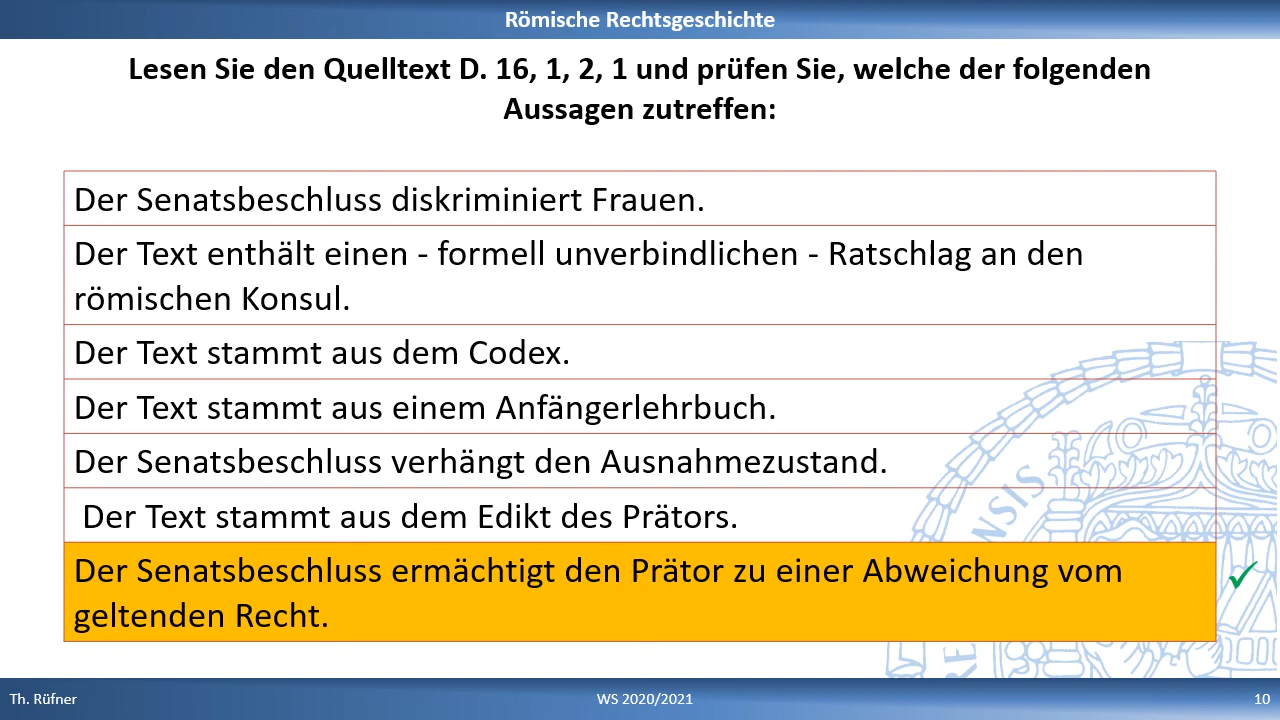 Römische Rechtsgeschichte
Lesen Sie den Quelltext D. 16, 1, 2, 1 und prüfen Sie, welche der folgenden
Aussagen zutreffen:
Der Senatsbeschluss diskriminiert Frauen.
Der Text enthält einen - formell unverbindlichen - Ratschlag an den
römischen Konsul.
Der Text stammt aus dem Codex.
Der Text stammt aus einem Anfängerlehrbuch.
Der Senatsbeschluss verhängt den Ausnahmezustand.
Der Text stammt aus dem Edikt des Prätors.
Der Senatsbeschluss ermächtigt den Prätor zu einer Abweichung vom
geltenden Recht.
Th. Rüfner
WS 2020/2021
10